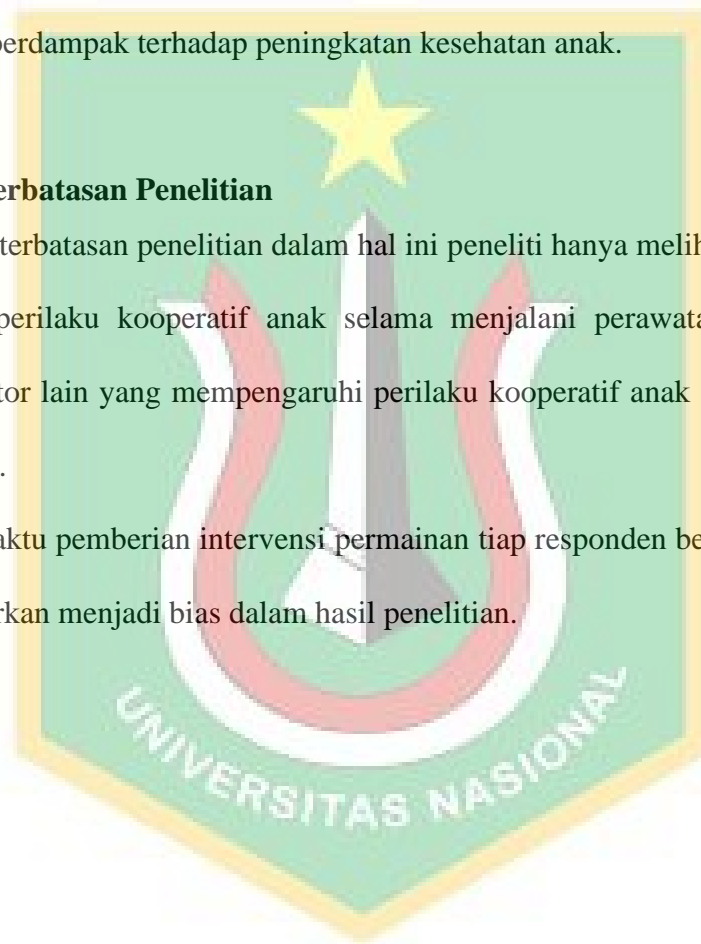 berdampak terhadap peningkatan kesehatan anak.
erbatasan Penelitian
terbatasan penelitian dalam hal ini peneliti hanya melih
perilaku kooperatif anak selama menjalani perawata
tor lain yang mempengaruhi perilaku kooperatif anak
.
aktu pemberian intervensi permainan tiap responden be
rkan menjadi bias dalam hasil penelitian.
UNIVERSITAS NASIONAL